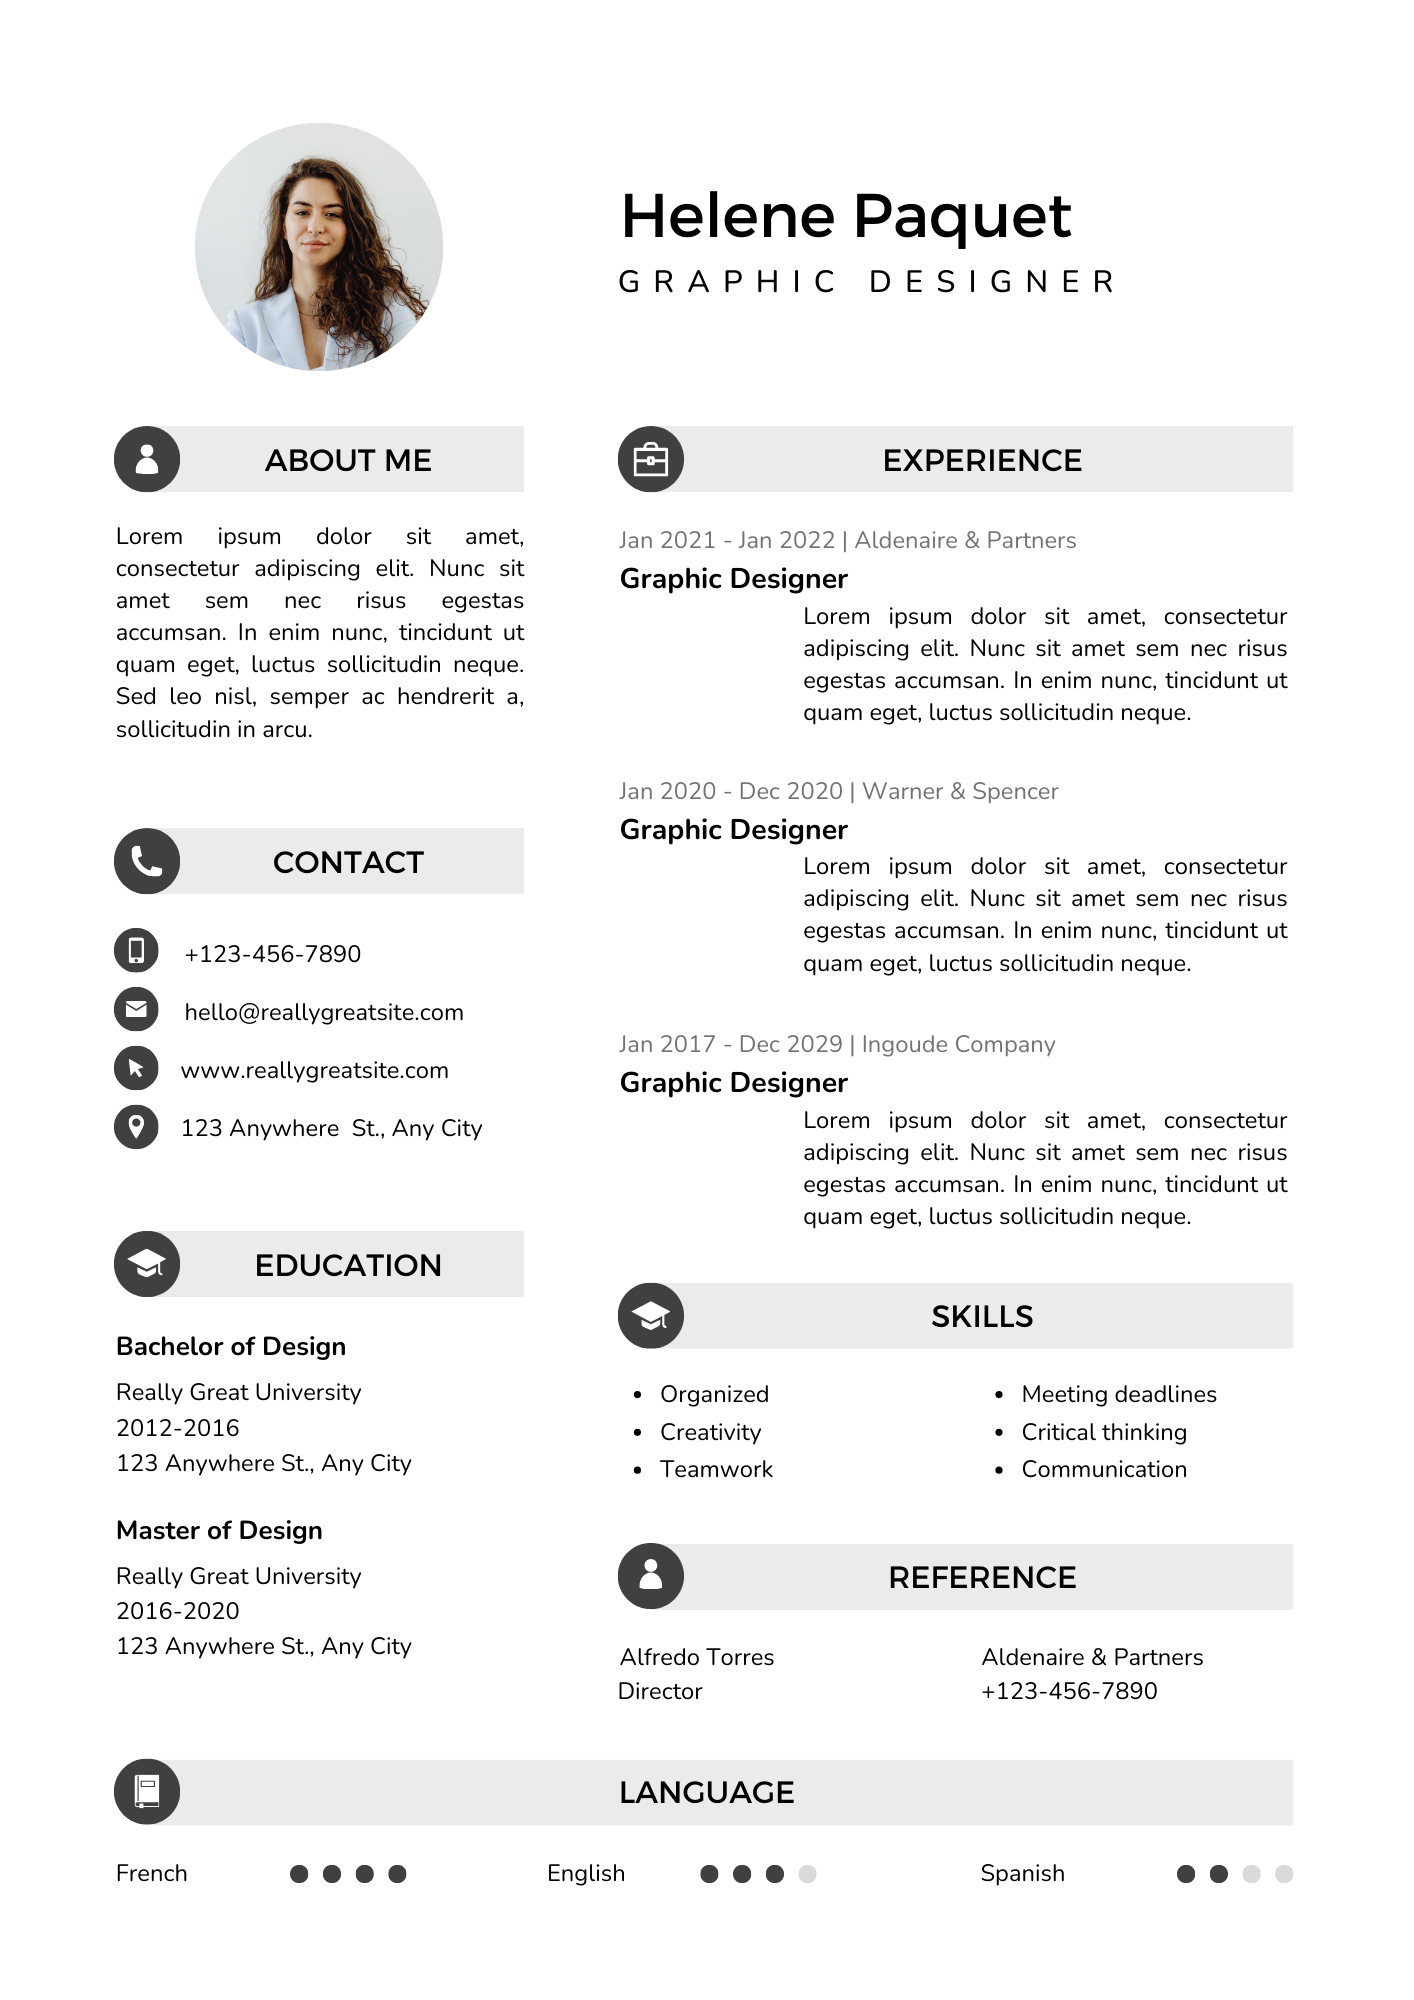 Helene Paquet
GRAPHIC DESIGNER
ABOUT ME
Lorem ipsum dolor sit amet,
consectetur adipiscing elit. Nunc sit
amet sem nec risus egestas
accumsan. In enim nunc, tincidunt ut
quam eget, luctus sollicitudin neque.
Sed leo nisl, semper ac hendrerit a,
sollicitudin in arcu.
CONTACT
+123-456-7890
hello@reallygreatsite.com
www.reallygreatsite.com
123 Anywhere St., Any City
EDUCATION
Bachelor of Design
Really Great University
2012-2016
123 Anywhere St., Any City
Master of Design
Really Great University
2016-2020
123 Anywhere St., Any City
EXPERIENCE
Jan 2021 - Jan 2022 | Aldenaire & Partners
Graphic Designer
Lorem ipsum dolor sit amet, consectetur
adipiscing elit. Nunc sit amet sem nec risus
egestas accumsan. In enim nunc, tincidunt ut
quam eget, luctus sollicitudin neque.
Jan 2020 - Dec 2020 | Warner & Spencer
Graphic Designer
Lorem ipsum dolor sit amet, consectetur
adipiscing elit. Nunc sit amet sem nec risus
egestas accumsan. In enim nunc, tincidunt ut
quam eget, luctus sollicitudin neque.
Jan 2017 - Dec 2029 | Ingoude Company
Graphic Designer
Lorem ipsum dolor sit amet, consectetur
adipiscing elit. Nunc sit amet sem nec risus
egestas accumsan. In enim nunc, tincidunt ut
quam eget, luctus sollicitudin neque.
SKILLS
• Organized
• Creativity
• Teamwork
• Meeting deadlines
• Critical thinking
• Communication
REFERENCE
Alfredo Torres
Director
Aldenaire & Partners
+123-456-7890
LANGUAGE
French
English
Spanish